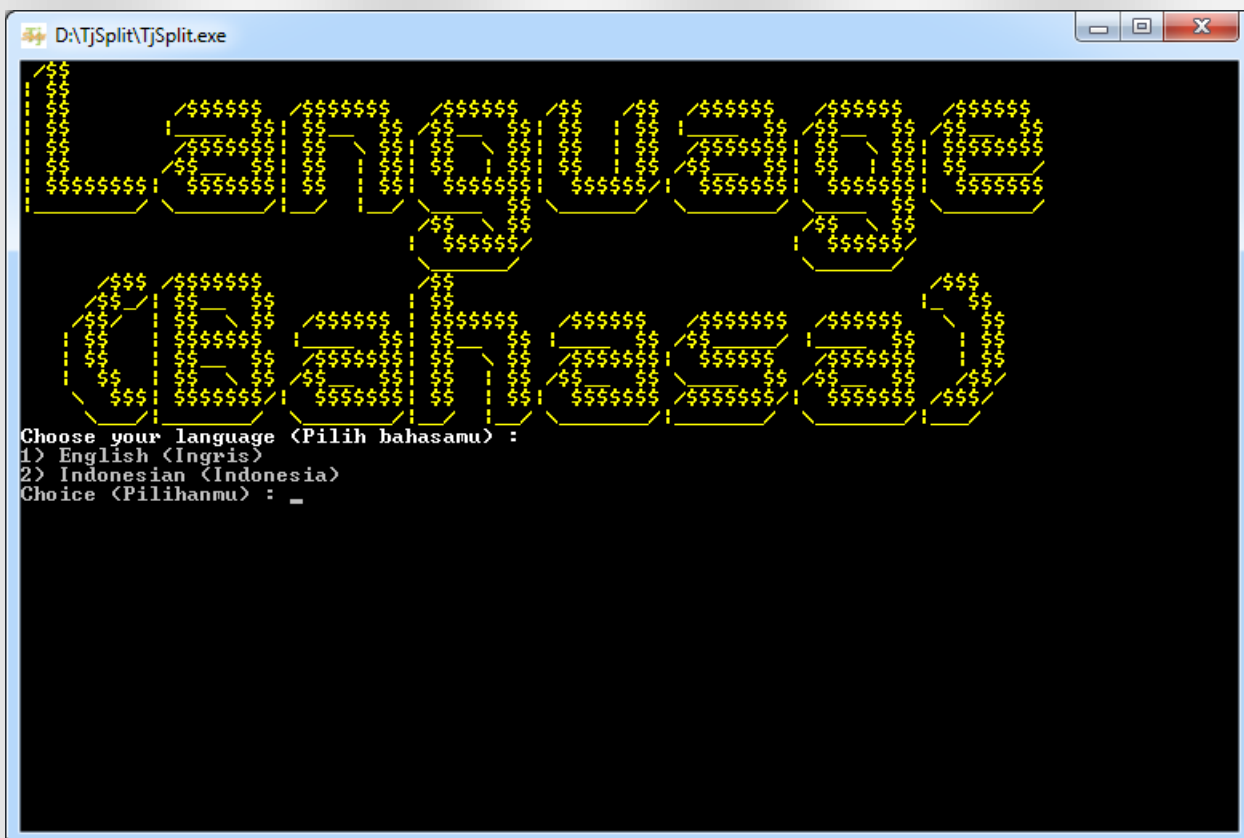 D:\TjSplit\TjSplit.exe
Language
(Bahasa)
Choose your language (Pilih bahasamu) :
1) English (Ingris)
2) Indonesian (Indonesia)
Choice (Pilihanmu) : _